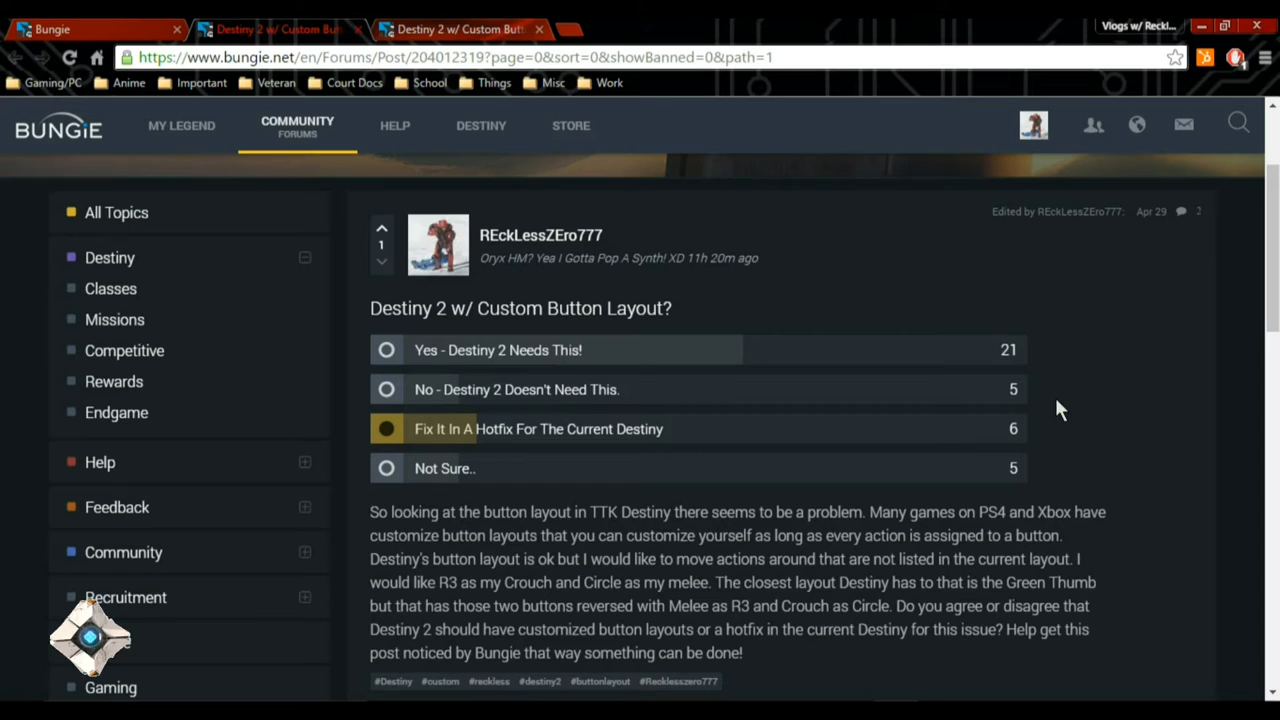 Bungie
Destiny 2 w/ Custom Bun
Destiny 2 w/ Custom Butt
Vlogs w/ Reckl...
https://www.bungie.net/en/Forums/Post/204012319?page=0&sort=0&showBanned=0&path=1
Gaming/PC Anime Important Veteran Court Docs School Things Misc Work
BUNGIE MY LEGEND COMMUNITY HELP DESTINY STORE
FORUMS
All Topics
Destiny
Classes
Missions
Competitive
Rewards
Endgame
Help
Feedback
Community
Recruitment
Gaming
Edited by REckLessZEro777: Apr 29
1
REckLessZEro777
Oryx HM? Yea I Gotta Pop A Synth! XD 11h 20m ago
Destiny 2 w/ Custom Button Layout?
Yes - Destiny 2 Needs This! 21
No - Destiny 2 Doesn't Need This. 5
Fix It In A Hotfix For The Current Destiny 6
Not Sure.. 5
So looking at the button layout in TTK Destiny there seems to be a problem. Many games on PS4 and Xbox have
customize button layouts that you can customize yourself as long as every action is assigned to a button.
Destiny's button layout is ok but I would like to move actions around that are not listed in the current layout. I
would like R3 as my Crouch and Circle as my melee. The closest layout Destiny has to that is the Green Thumb
but that has those two buttons reversed with Melee as R3 and Crouch as Circle. Do you agree or disagree that
Destiny 2 should have customized button layouts or a hotfix in the current Destiny for this issue? Help get this
post noticed by Bungie that way something can be done!
#Destiny #custom #reckless #destiny2 #buttonlayout #Recklesszero777